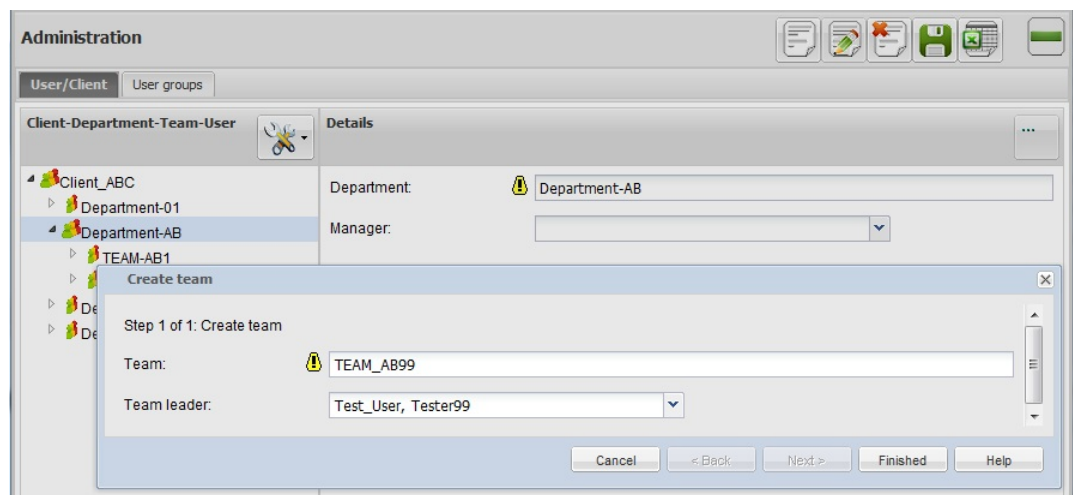 Administration
User/Client User groups
Client-Department-Team-User
Details
...
Client_ABC
Department-01
Department-AB
TEAM-AB1
De
De
Department: Department-AB
Manager:
Create team
Step 1 of 1: Create team
Team: TEAM_AB99
Team leader: Test_User, Tester99
Cancel < Back Next > Finished Help